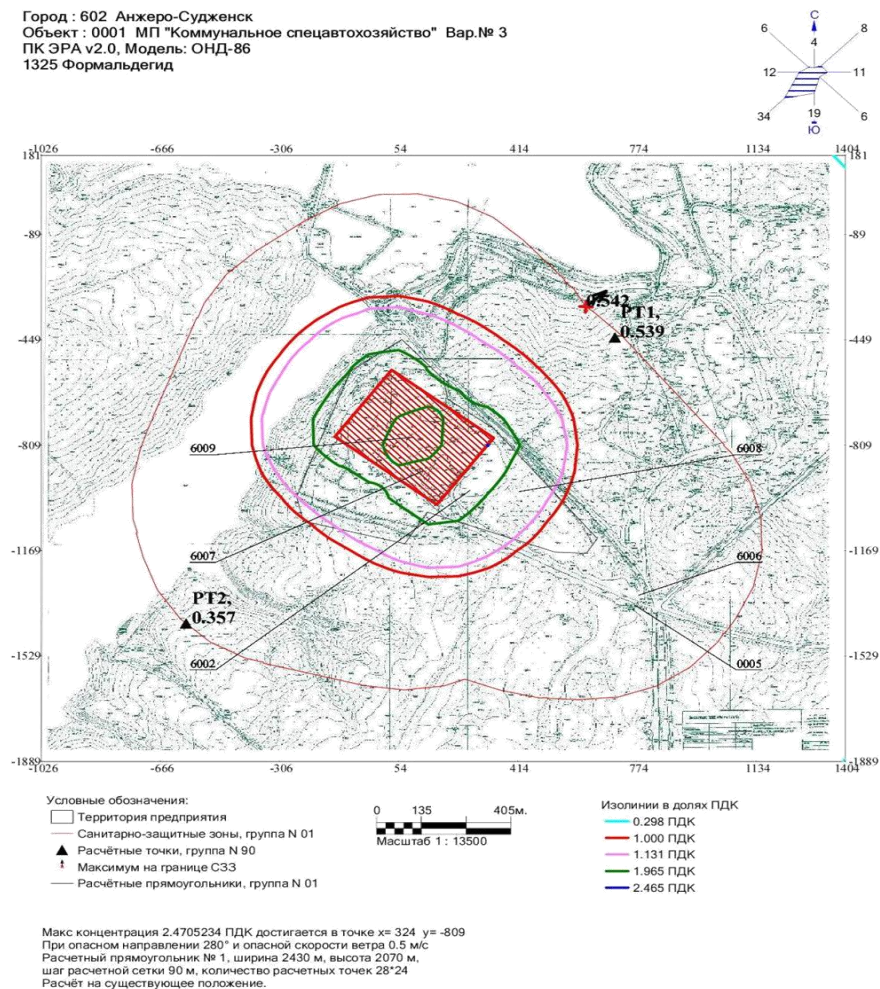 Город : 602 Анжеро-Судженск
Объект : 0001 МП "Коммунальное спецавтохозяйство" Вар.№ 3
ПК ЭРА v2.0, Модель: ОНД-86
1325 Формальдегид
С
6 4 8
12 11
34 19 6
Ю
-1026 -666 -306 54 414 774 1134 1404
181 181
-89 -89
0.542
PT1,
0.539
-449 -449
-809 -809
6009 6008
-1169 -1169
6007 6006
PT2,
0.357
-1529 -1529
6002 0005
-1889 -1889
-1026 -666 -306 54 414 774 1134 1404
Условные обозначения:
Территория предприятия
Санитарно-защитные зоны, группа N 01
Расчётные точки, группа N 90
Максимум на границе СЗЗ
Расчётные прямоугольники, группа N 01
0 135 405м.
Масштаб 1 : 13500
Изолинии в долях ПДК
0.298 ПДК
1.000 ПДК
1.131 ПДК
1.965 ПДК
2.465 ПДК
Макс концентрация 2.4705234 ПДК достигается в точке x= 324 y= -809
При опасном направлении 280° и опасной скорости ветра 0.5 м/с
Расчетный прямоугольник № 1, ширина 2430 м, высота 2070 м,
шаг расчетной сетки 90 м, количество расчетных точек 28*24
Расчёт на существующее положение.